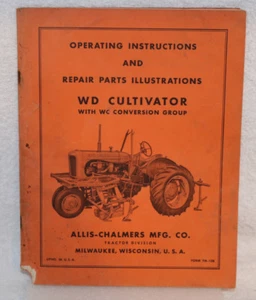 OPERATING INSTRUCTIONS
AND
REPAIR PARTS ILLUSTRATIONS
WD CULTIVATOR
WITH WC CONVERSION GROUP
ALLIS-CHALMERS MFG. CO.
TRACTOR DIVISION
MILWAUKEE, WISCONSIN, U. S. A.